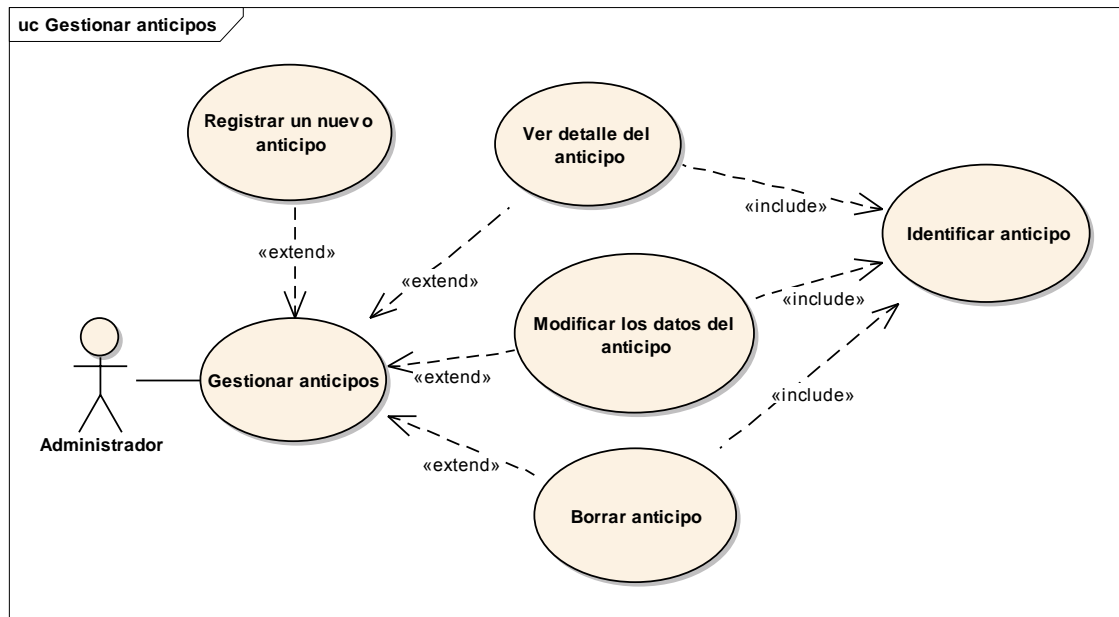 uc Gestionar anticipos
Registrar un nuevo
anticipo
Ver detalle del
anticipo
«include»
Identificar anticipo
«extend»
«extend»
«include»
Modificar los datos del
anticipo
Gestionar anticipos
«extend»
«include»
Administrador
«extend»
Borrar anticipo